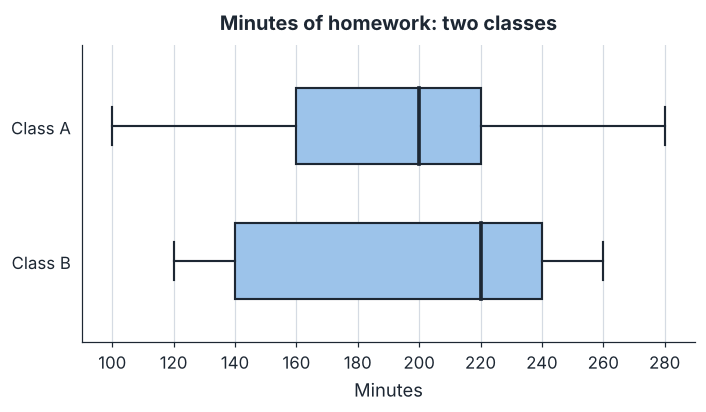 Minutes of homework: two classes
Class A
Class B
100 120 140 160 180 200 220 240 260 280
Minutes